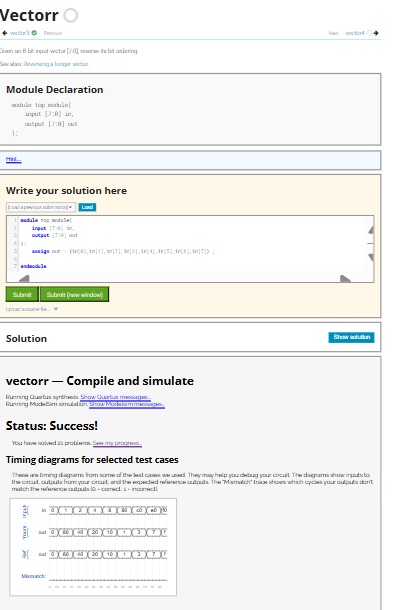 Vectorr
vector3 Previous
Next vector4
Given an 8 bit input vector [7:0], reverse its bit ordering.
See also: Reversing a longer vector.
Module Declaration
module top_module(
input [7:0] in,
output [7:0] out
);
Hint...
Write your solution here
[Load a previous submission]
Load
1 module top_module(
2 input [7:0] in,
3 output [7:0] out
4 );
5 assign out = {in[0],in[1],in[2],in[3],in[4],in[5],in[6],in[7]} ;
6
7 endmodule
Submit
Submit (new window)
Upload a source file...
Solution
Show solution
vectorr — Compile and simulate
Running Quartus synthesis. Show Quartus messages...
Running ModelSim simulation. Show Modelsim messages...
Status: Success!
You have solved 21 problems. See my progress...
Timing diagrams for selected test cases
These are timing diagrams from some of the test cases we used. They may help you debug your circuit. The diagrams show inputs to
the circuit, outputs from your circuit, and the expected reference outputs. The "Mismatch" trace shows which cycles your outputs don't
match the reference outputs (0 = correct, 1 = incorrect).
Inputs in 0 1 2 4 8 80 c0 e0 f0
Yours out 0 80 40 20 10 1 3 7 f
Ref out 0 80 40 20 10 1 3 7 f
Mismatch